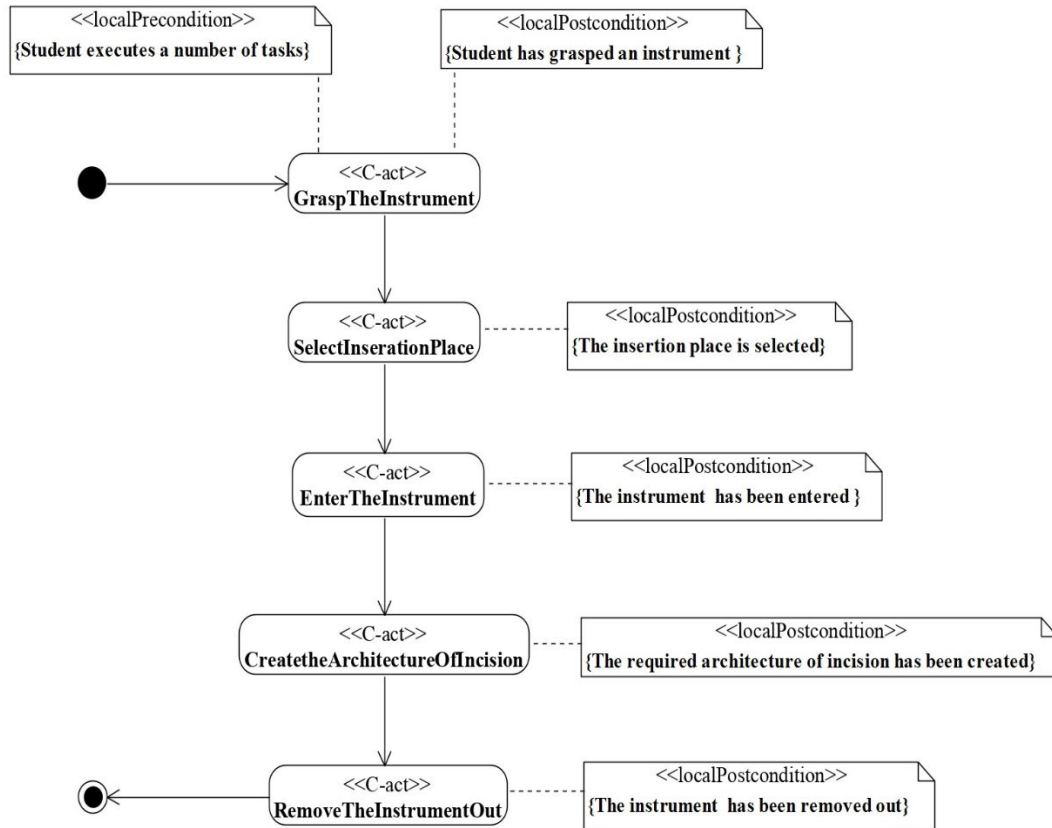 <<localPrecondition>>
{Student executes a number of tasks}
<<localPostcondition>>
{Student has grasped an instrument }
<<C-act>>
GraspTheInstrument
<<C-act>>
SelectInserationPlace
<<localPostcondition>>
{The insertion place is selected}
<<C-act>>
EnterTheInstrument
<<localPostcondition>>
{The instrument has been entered }
<<C-act>>
CreatetheArchitectureOfIncision
<<localPostcondition>>
{The required architecture of incision has been created}
<<C-act>>
RemoveTheInstrumentOut
<<localPostcondition>>
{The instrument has been removed out}